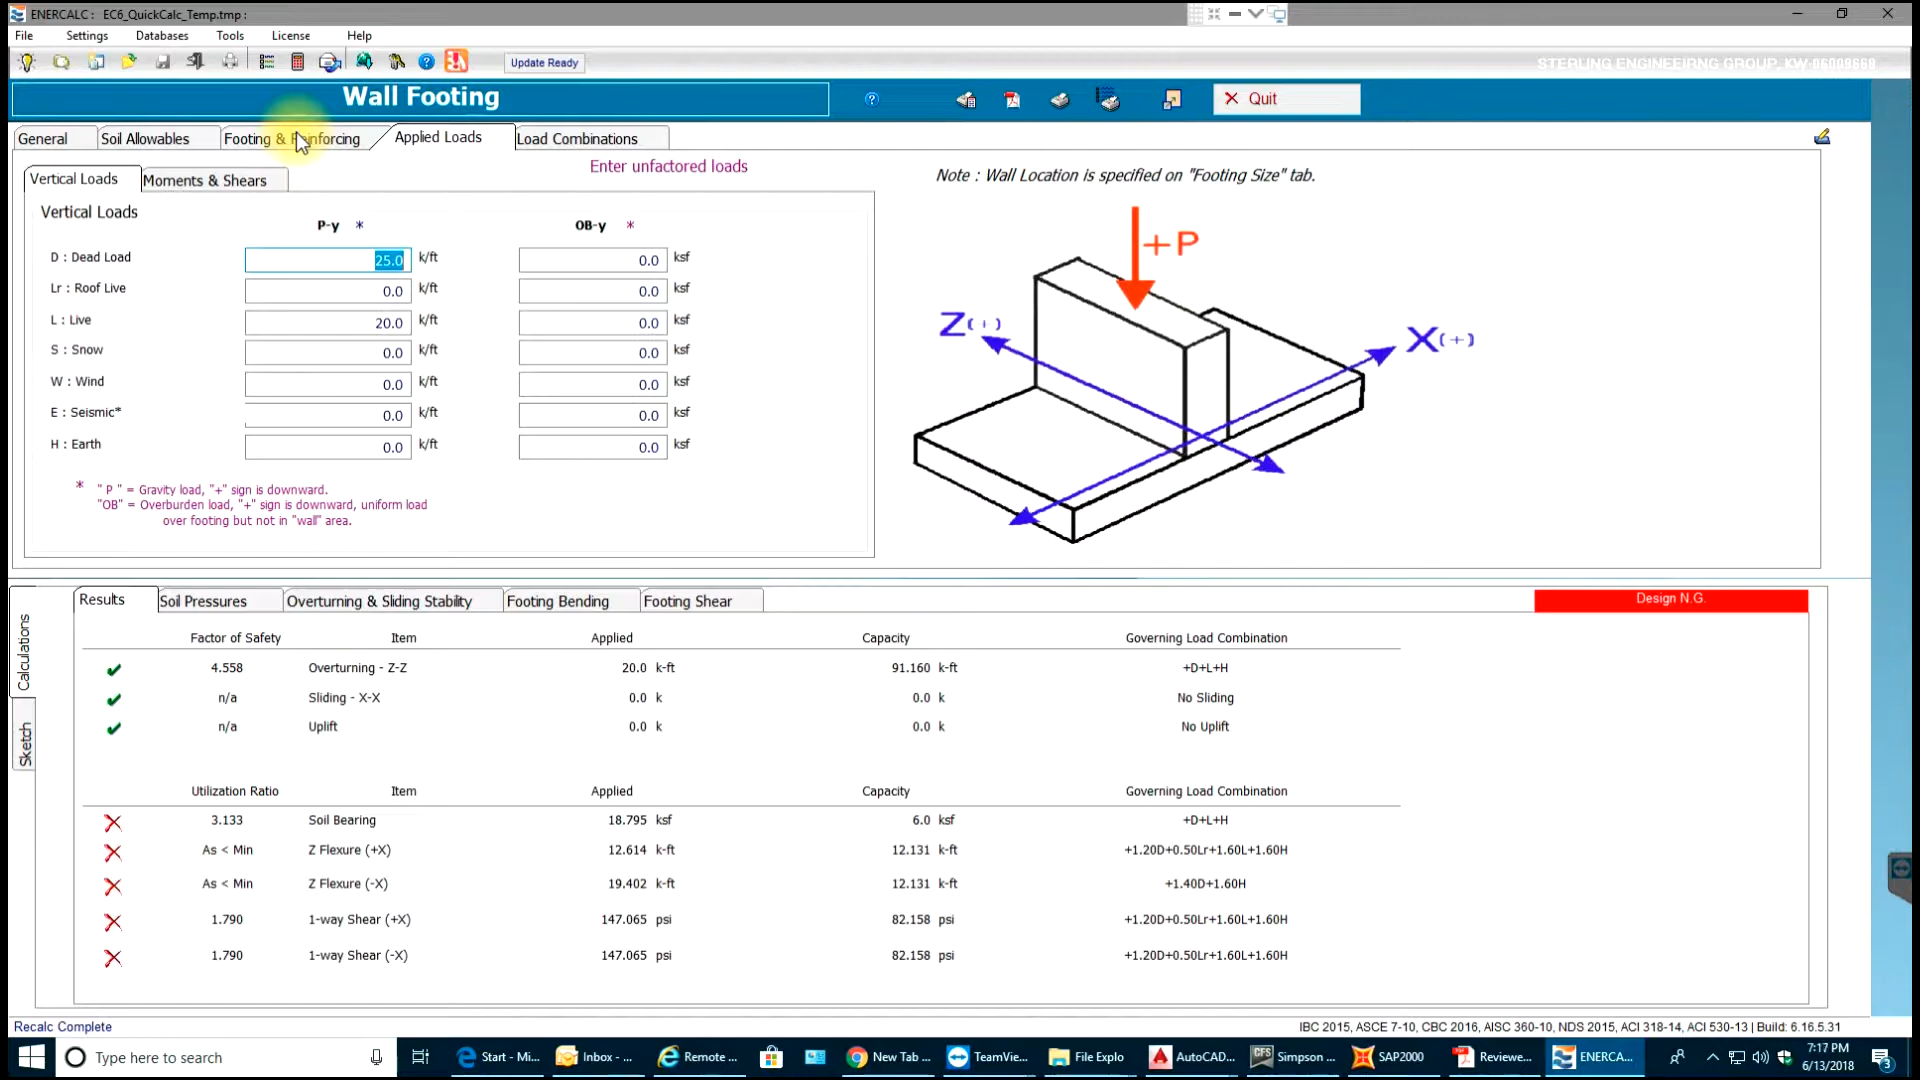 ENERCALC : EC6_QuickCalc_Temp.tmp :
File Settings Databases Tools License Help
Update Ready
STERLING ENGINEEIRNG GROUP, KW-06009669
Wall Footing
Quit
General Soil Allowables Footing & Reinforcing Applied Loads Load Combinations
Enter unfactored loads
Vertical Loads Moments & Shears
Note : Wall Location is specified on "Footing Size" tab.
Vertical Loads
P-y * OB-y *
D : Dead Load 25.0 k/ft 0.0 ksf
Lr : Roof Live 0.0 k/ft 0.0 ksf
L : Live 20.0 k/ft 0.0 ksf
S : Snow 0.0 k/ft 0.0 ksf
W : Wind 0.0 k/ft 0.0 ksf
E : Seismic* 0.0 k/ft 0.0 ksf
H : Earth 0.0 k/ft 0.0 ksf
* " P " = Gravity load, "+" sign is downward.
"OB" = Overburden load, "+" sign is downward, uniform load
over footing but not in "wall" area.
+P
Z(+)
X(+)
Calculations
Sketch
Results Soil Pressures Overturning & Sliding Stability Footing Bending Footing Shear
Design N.G.
Factor of Safety Item Applied Capacity Governing Load Combination
4.558 Overturning - Z-Z 20.0 k-ft 91.160 k-ft +D+L+H
n/a Sliding - X-X 0.0 k 0.0 k No Sliding
n/a Uplift 0.0 k 0.0 k No Uplift
Utilization Ratio Item Applied Capacity Governing Load Combination
3.133 Soil Bearing 18.795 ksf 6.0 ksf +D+L+H
As < Min Z Flexure (+X) 12.614 k-ft 12.131 k-ft +1.20D+0.50Lr+1.60L+1.60H
As < Min Z Flexure (-X) 19.402 k-ft 12.131 k-ft +1.40D+1.60H
1.790 1-way Shear (+X) 147.065 psi 82.158 psi +1.20D+0.50Lr+1.60L+1.60H
1.790 1-way Shear (-X) 147.065 psi 82.158 psi +1.20D+0.50Lr+1.60L+1.60H
Recalc Complete
IBC 2015, ASCE 7-10, CBC 2016, AISC 360-10, NDS 2015, ACI 318-14, ACI 530-13 | Build: 6.16.5.31
Type here to search
Start - Mi... Inbox - ... Remote ... New Tab ... TeamVie... File Explo AutoCAD... CFS Simpson ... SAP2000 Reviewe... ENERCA...
7:17 PM
6/13/2018
3